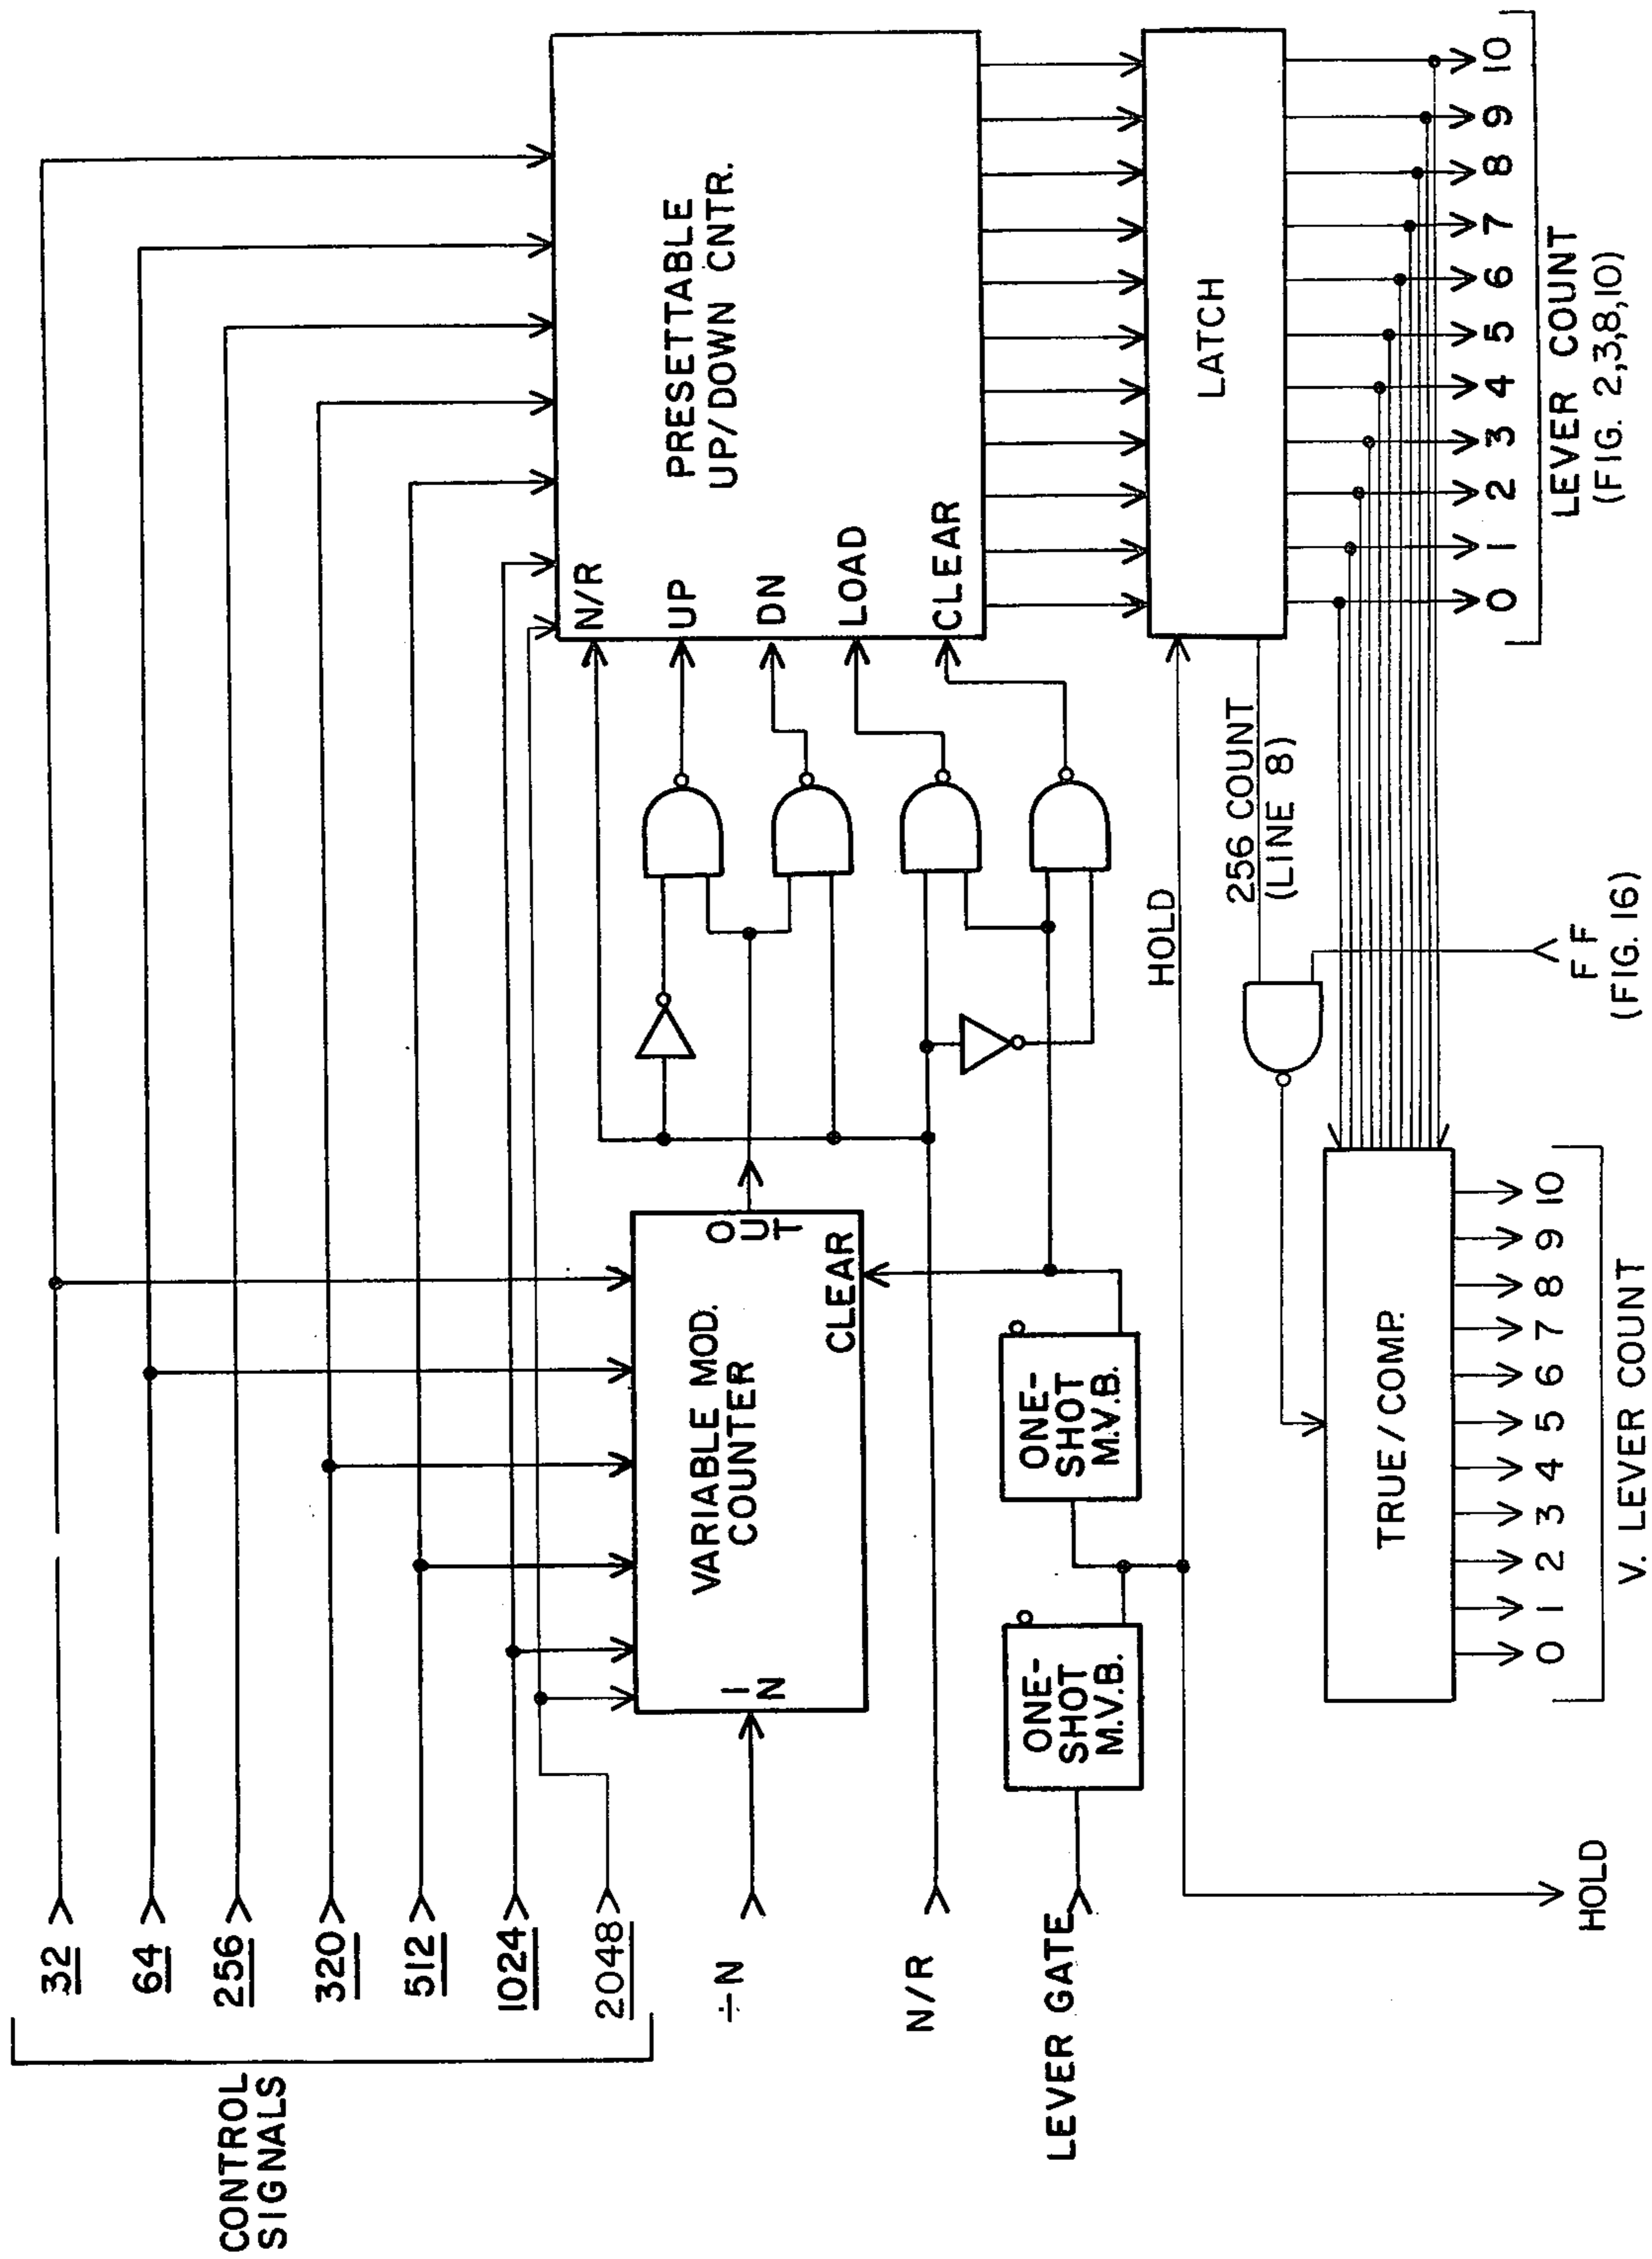 CONTROL
SIGNALS
32
64
256
320
512
1024
2048
÷N
N/R
LEVER GATE
I
N
VARIABLE MOD.
COUNTER
O
U
T
CLEAR
N/R
UP
DN
LOAD
CLEAR
PRESETTABLE
UP/DOWN CNTR.
ONE-
SHOT
M.V.B.
ONE-
SHOT
M.V.B.
HOLD
HOLD
LATCH
256 COUNT
(LINE 8)
0 1 2 3 4 5 6 7 8 9 10
LEVER COUNT
(FIG. 2,3,8,10)
FF
(FIG. 16)
TRUE/COMP.
0 1 2 3 4 5 6 7 8 9 10
V. LEVER COUNT